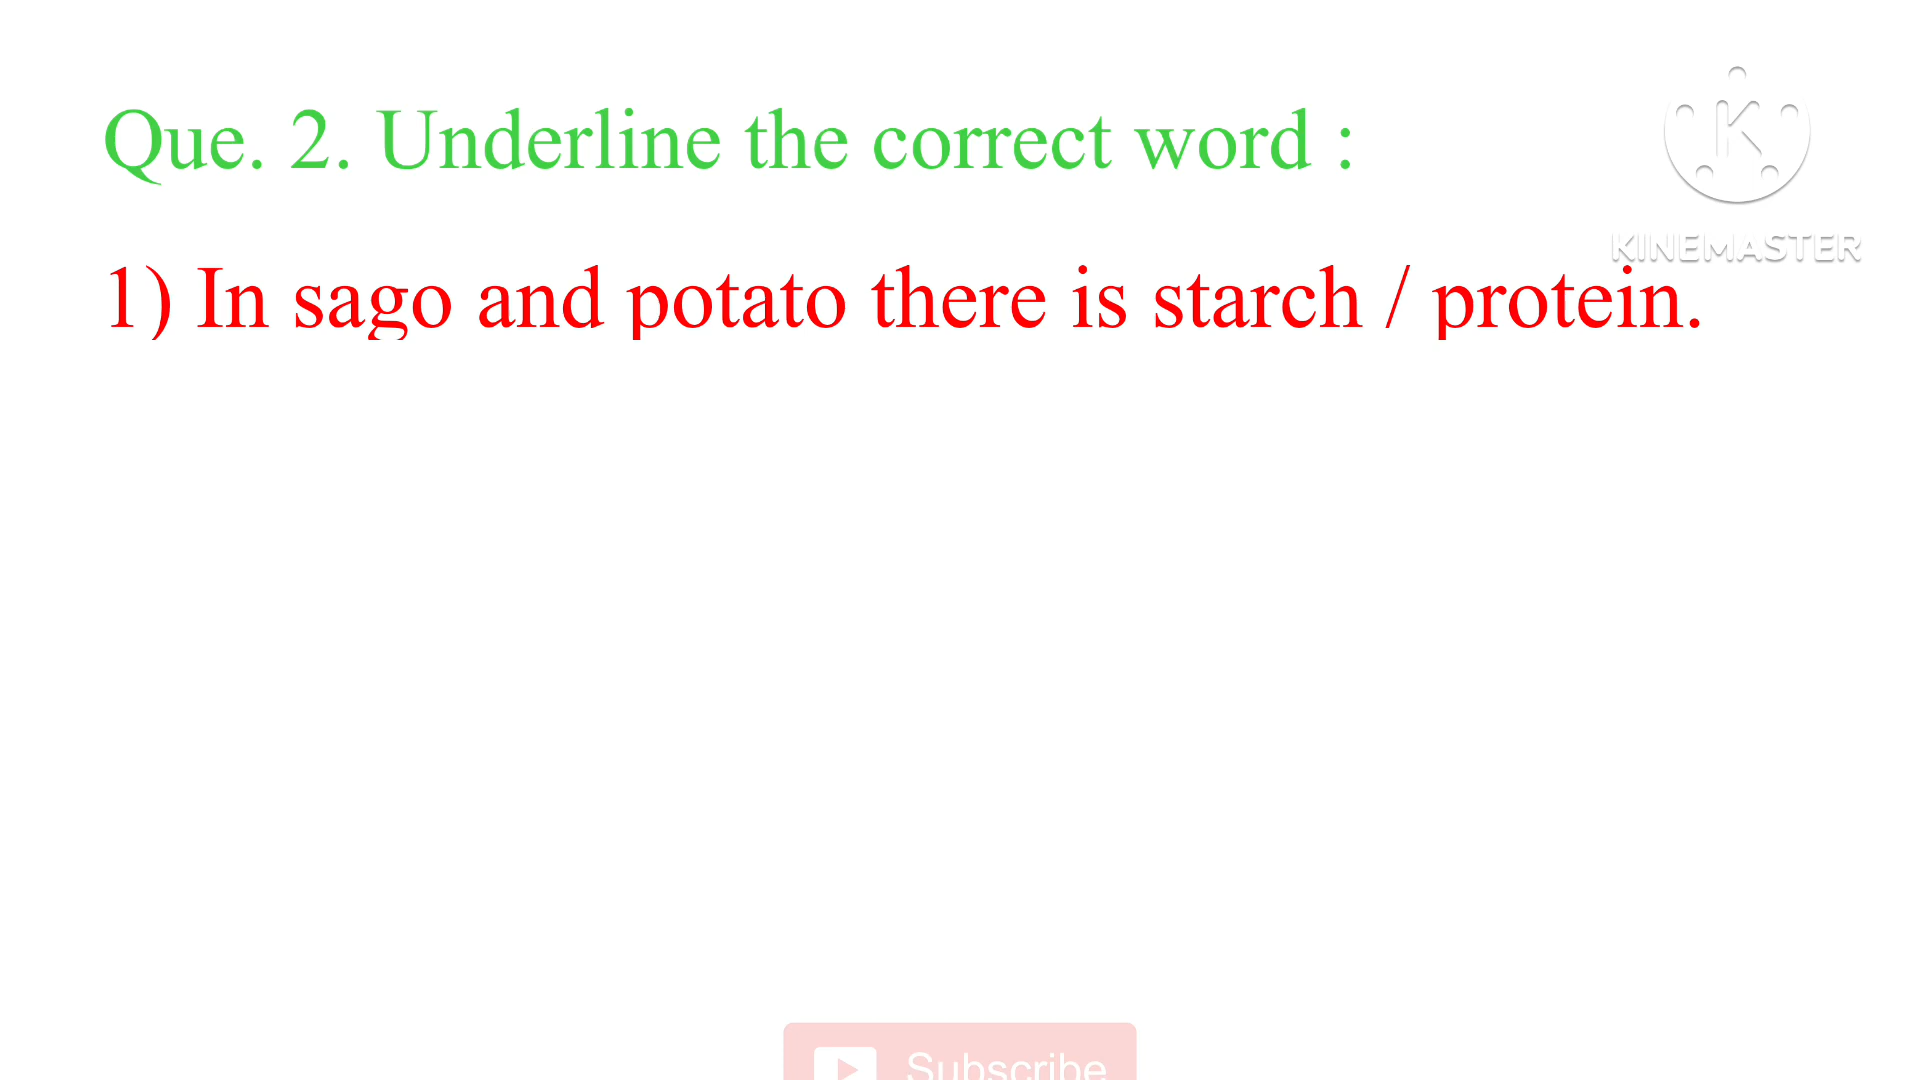 Que. 2. Underline the correct word :
KINEMASTER
1) In sago and potato there is starch / protein.
Subscribe